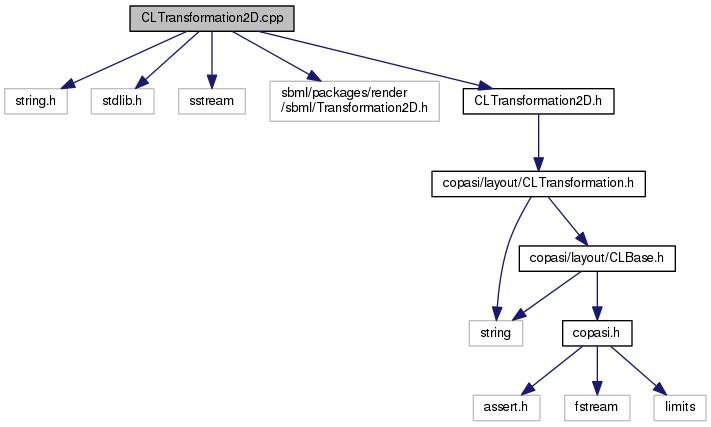 CLTransformation2D.cpp
string.h
stdlib.h
sstream
sbml/packages/render
/sbml/Transformation2D.h
CLTransformation2D.h
copasi/layout/CLTransformation.h
copasi/layout/CLBase.h
string
copasi.h
assert.h
fstream
limits